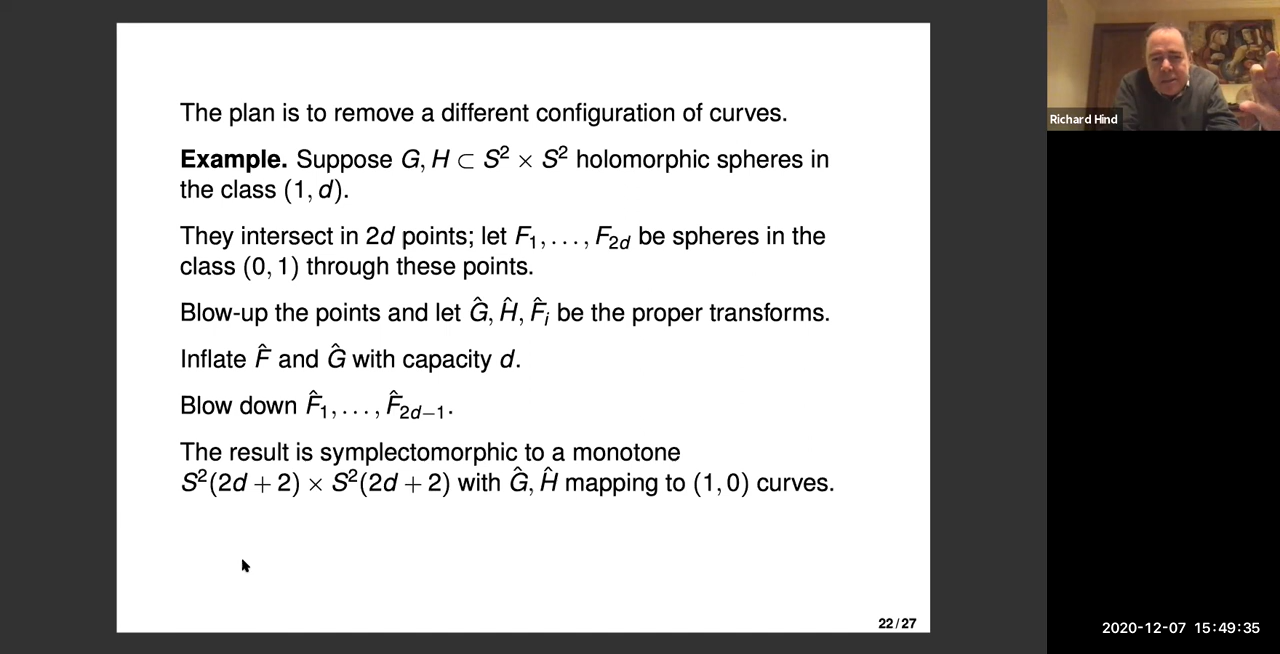 The plan is to remove a different configuration of curves.
Example. Suppose G, H ⊂ S² × S² holomorphic spheres in
the class (1, d).
They intersect in 2d points; let F₁, . . . , F₂d be spheres in the
class (0, 1) through these points.
Blow-up the points and let Ĝ, Ĥ, F̂ᵢ be the proper transforms.
Inflate F̂ and Ĝ with capacity d.
Blow down F̂₁, . . . , F̂₂d₋₁.
The result is symplectomorphic to a monotone
S²(2d + 2) × S²(2d + 2) with Ĝ, Ĥ mapping to (1, 0) curves.
22 / 27
Richard Hind
2020-12-07 15:49:35